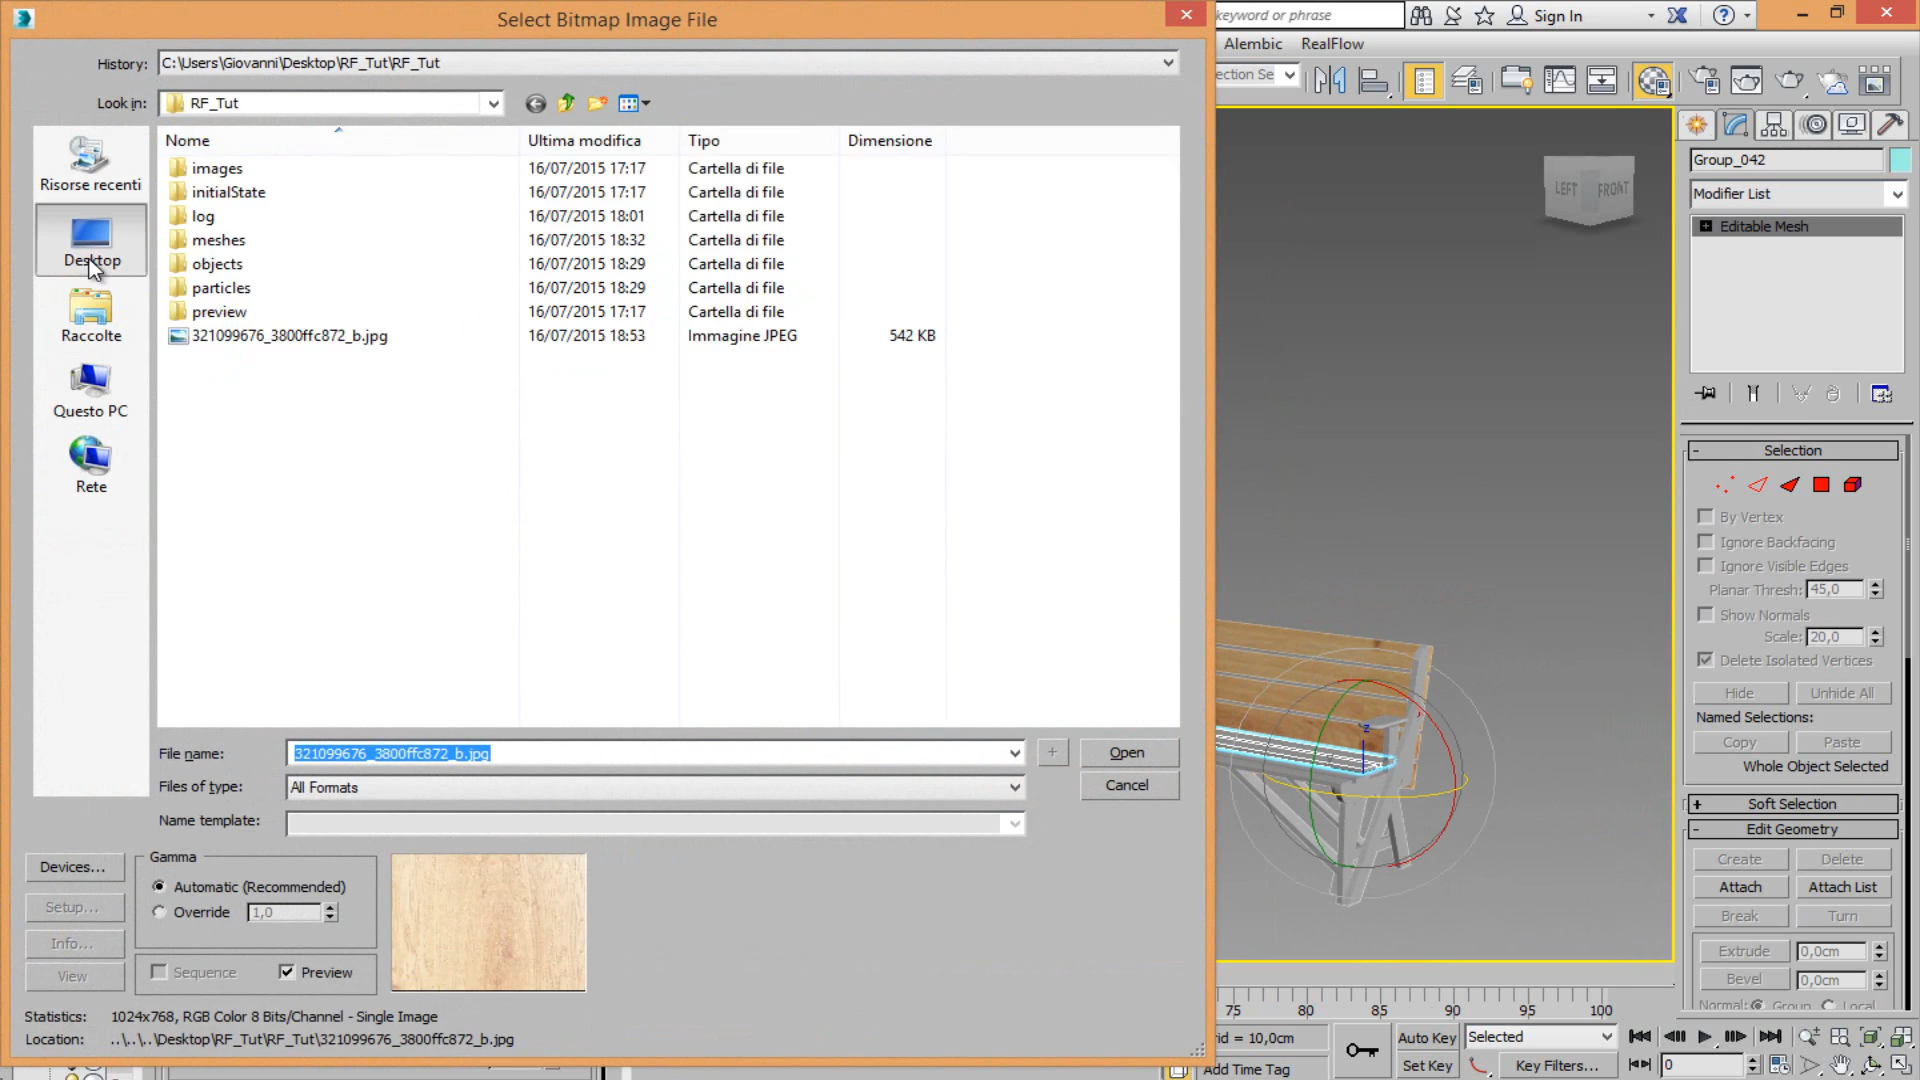 Select Bitmap Image File
History: C:\Users\Giovanni\Desktop\RF_Tut\RF_Tut
Look in: RF_Tut
Nome Ultima modifica Tipo Dimensione
images 16/07/2015 17:17 Cartella di file
initialState 16/07/2015 17:17 Cartella di file
log 16/07/2015 18:01 Cartella di file
meshes 16/07/2015 18:32 Cartella di file
objects 16/07/2015 18:29 Cartella di file
particles 16/07/2015 18:29 Cartella di file
preview 16/07/2015 17:17 Cartella di file
321099676_3800ffc872_b.jpg 16/07/2015 18:53 Immagine JPEG 542 KB
Risorse recenti
Desktop
Raccolte
Questo PC
Rete
File name: 321099676_3800ffc872_b.jpg
Open
Files of type: All Formats
Cancel
Name template:
Devices...
Setup...
Info...
View
Gamma
Automatic (Recommended)
Override 1,0
Sequence Preview
Statistics: 1024x768, RGB Color 8 Bits/Channel - Single Image
Location: ..\..\..\Desktop\RF_Tut\RF_Tut\321099676_3800ffc872_b.jpg
keyword or phrase
Sign In
Alembic RealFlow
ection Se
LEFT FRONT
z
Group_042
Modifier List
Editable Mesh
Selection
By Vertex
Ignore Backfacing
Ignore Visible Edges
Planar Thresh: 45,0
Show Normals
Scale: 20,0
Delete Isolated Vertices
Hide Unhide All
Named Selections:
Copy Paste
Whole Object Selected
Soft Selection
Edit Geometry
Create Delete
Attach Attach List
Break Turn
Extrude 0,0cm
Bevel 0,0cm
Normal: Group Local
75 80 85 90 95 100
rid = 10,0cm
Auto Key Selected
Add Time Tag
Set Key Key Filters... 0